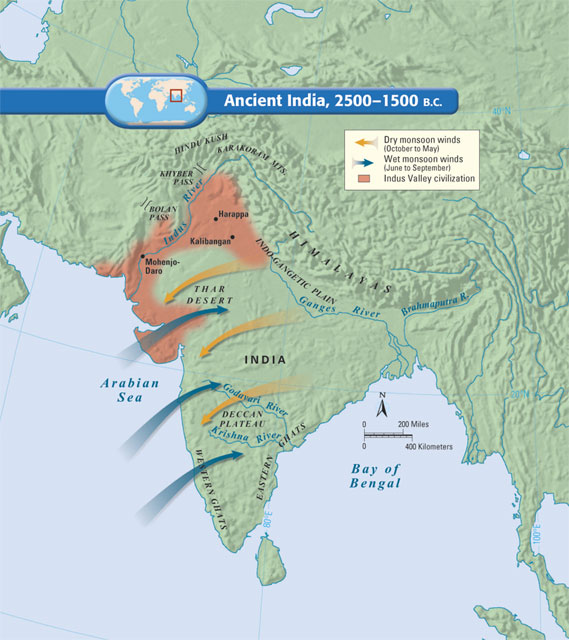 Ancient India, 2500–1500 B.C.
40°N
Dry monsoon winds
(October to May)
Wet monsoon winds
(June to September)
Indus Valley civilization
HINDU KUSH
KARAKORAM MTS.
KHYBER
PASS
BOLAN
PASS
Indus River
Harappa
Kalibangan
Mohenjo-
Daro
HIMALAYAS
INDO-GANGETIC PLAIN
THAR
DESERT
Ganges River
Brahmaputra R.
INDIA
Arabian
Sea
Godavari River
DECCAN
PLATEAU
Krishna River
WESTERN GHATS
EASTERN GHATS
N
0 200 Miles
0 400 Kilometers
Bay of
Bengal
20°N
80°E
100°E